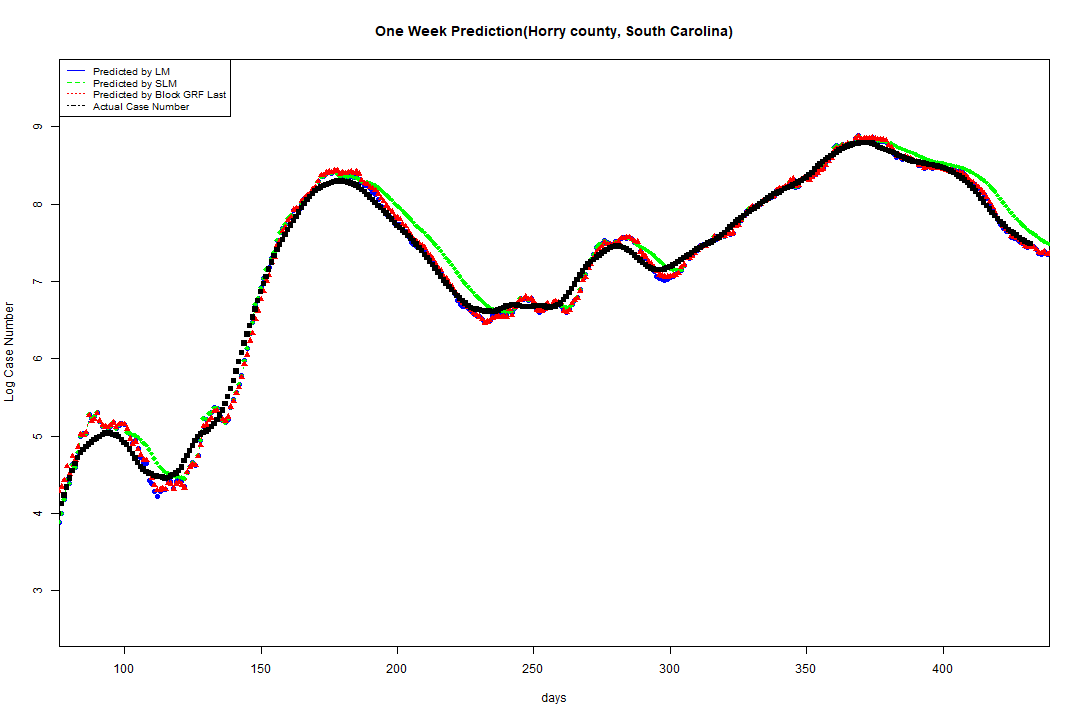 One Week Prediction(Horry county, South Carolina)
Predicted by LM
Predicted by SLM
Predicted by Block GRF Last
Actual Case Number
9
8
7
6
5
4
3
Log Case Number
100 150 200 250 300 350 400
days